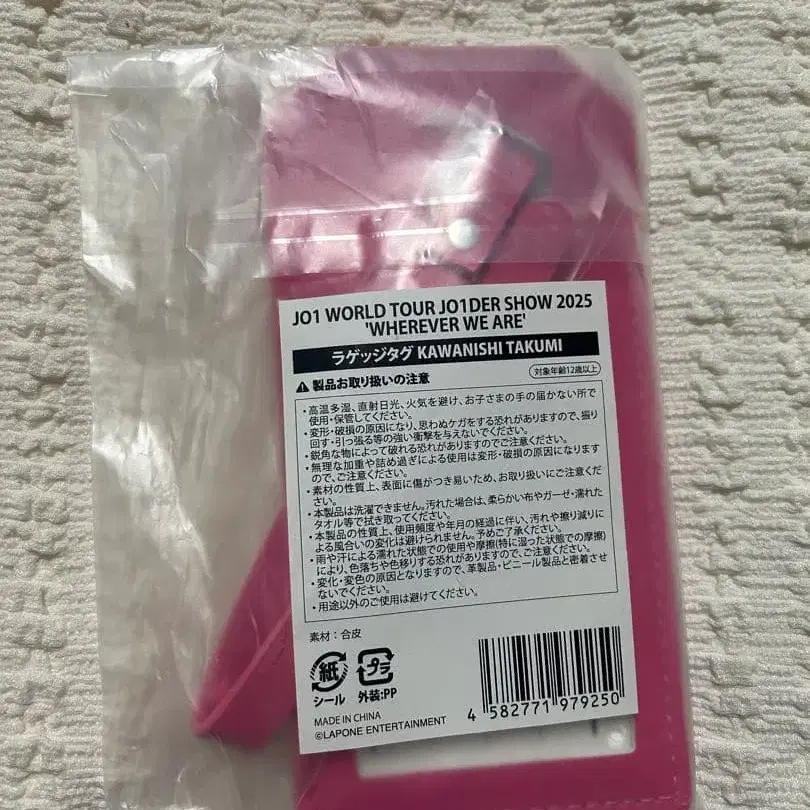 JO1 WORLD TOUR JO1DER SHOW 2025
'WHEREVER WE ARE'
ラゲッジタグ KAWANISHI TAKUMI
対象年齢12歳以上
製品お取り扱いの注意
・高温多湿、直射日光、火気を避け、お子さまの手の届かない所で
使用・保管してください。
・変形・破損の原因になり、思わぬケガをする恐れがありますので、振り
回す・引っ張る等の強い衝撃を与えないでください。
・鋭角な物によって破れる恐れがありますのでご注意ください。
・無理な加重や詰め過ぎによる使用は変形・破損の原因になります
ので、ご注意ください。
・素材の性質上、表面に傷がつき易いため、お取り扱いにご注意くだ
さい。
・本製品は洗濯できません。汚れた場合は、柔らかい布やガーゼ・濡れた
タオル等で拭き取ってください。
・本製品の性質上、使用頻度や年月の経過に伴い、汚れや擦り減りに
よる風合いの変化は避けられません。予めご了承ください。
・雨や汗による濡れた状態での使用や摩擦(特に湿った状態での摩擦)
により、色落ちや色移りする恐れがありますので、ご注意ください。
・変化・変色の原因となりますので、革製品・ビニール製品と密着させ
ないでください。
・用途以外のご使用は避けてください。
素材：合皮
紙 プラ
シール 外装:PP
MADE IN CHINA
©LAPONE ENTERTAINMENT
4 582771 979250